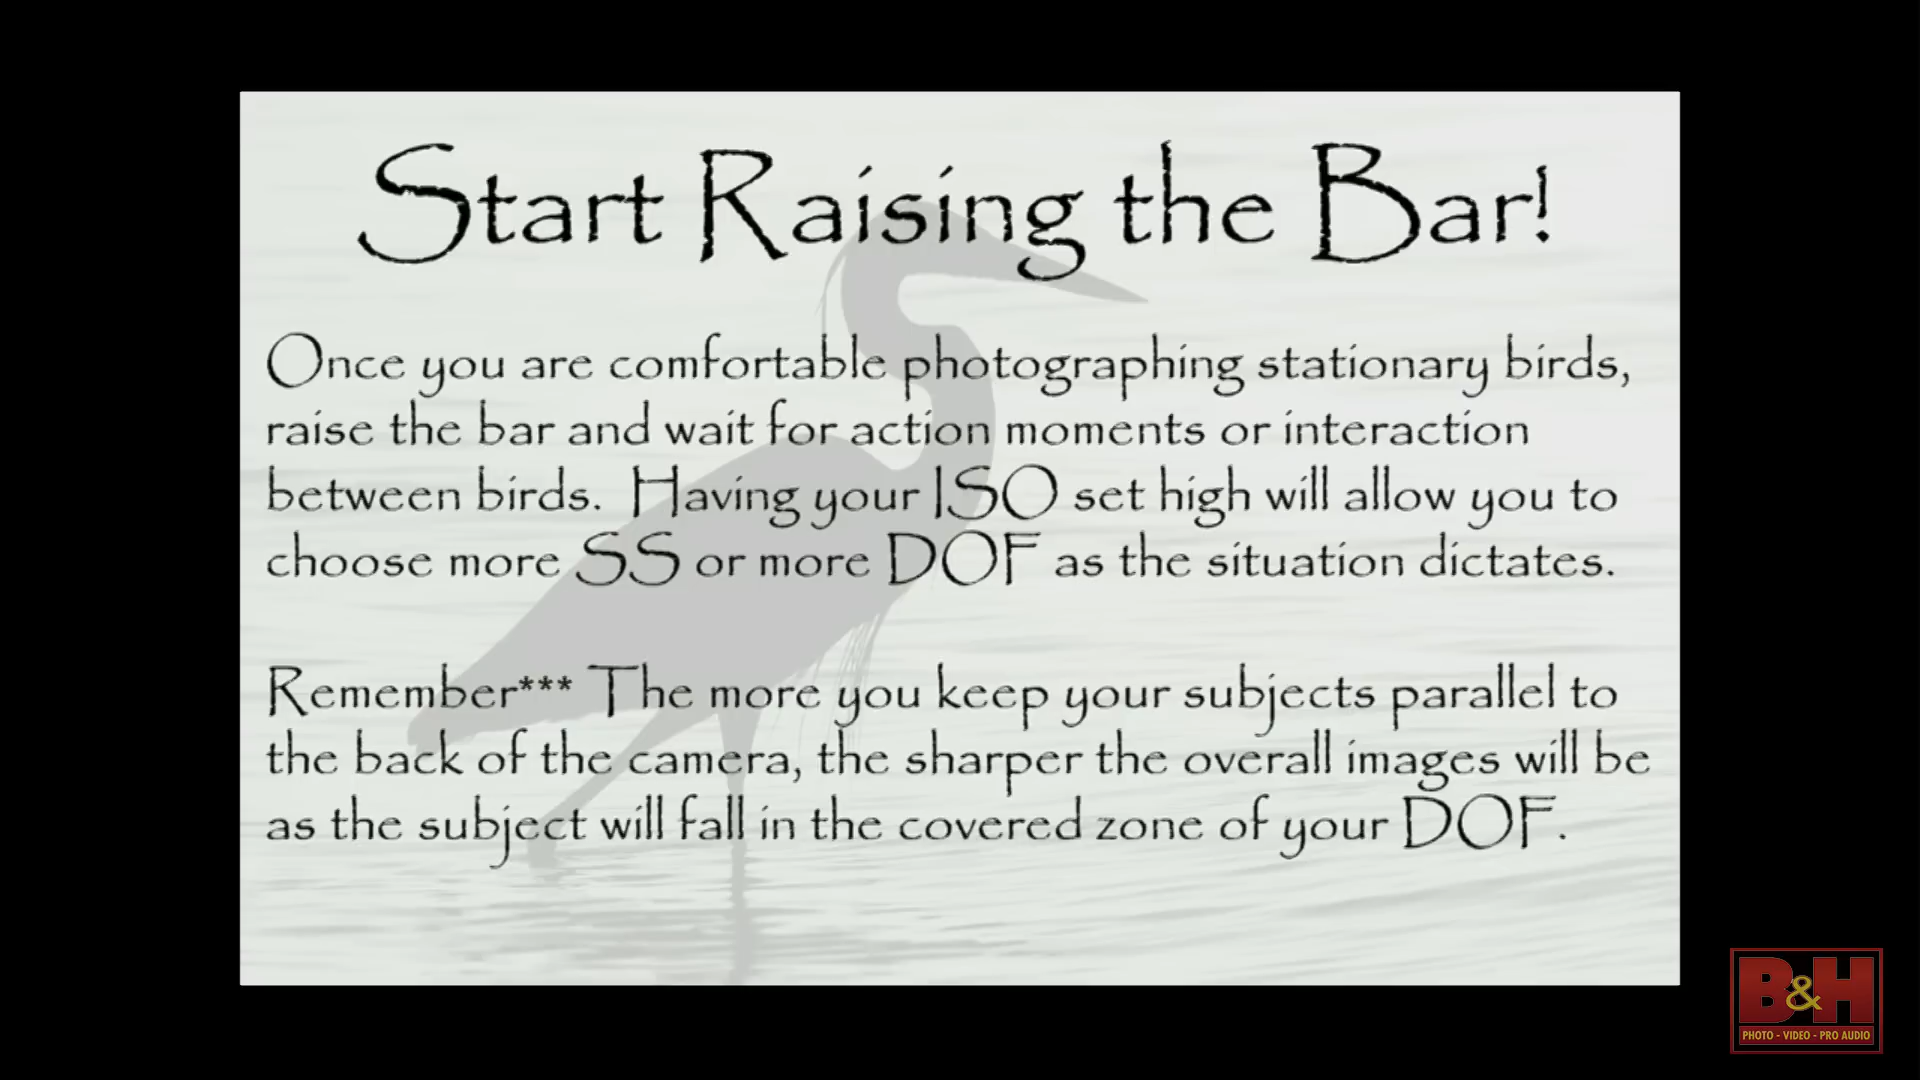 Start Raising the Bar!
Once you are comfortable photographing stationary birds,
raise the bar and wait for action moments or interaction
between birds. Having your ISO set high will allow you to
choose more SS or more DOF as the situation dictates.
Remember*** The more you keep your subjects parallel to
the back of the camera, the sharper the overall images will be
as the subject will fall in the covered zone of your DOF.
B&H
PHOTO - VIDEO - PRO AUDIO